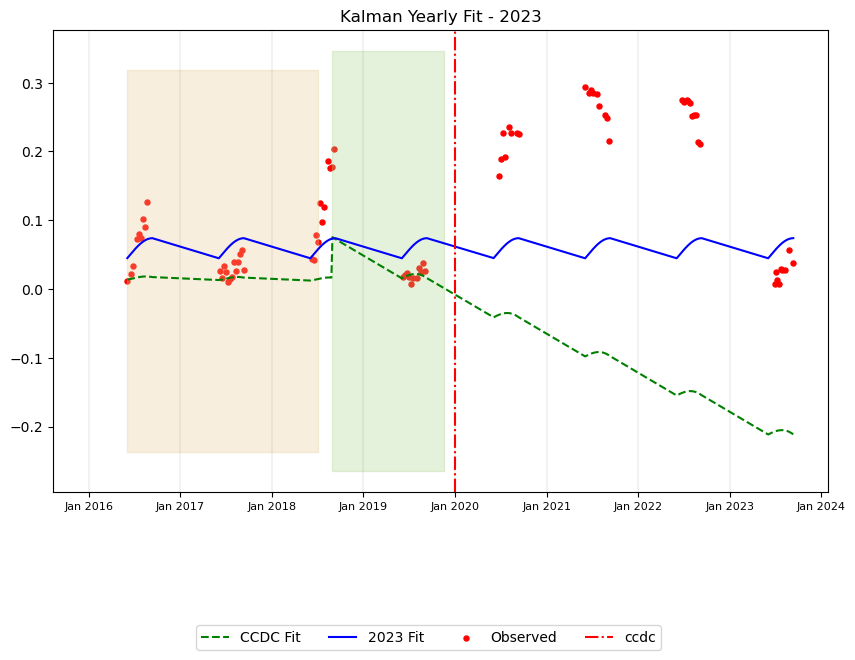 Kalman Yearly Fit - 2023
0.3
0.2
0.1
0.0
−0.1
−0.2
Jan 2016 Jan 2017 Jan 2018 Jan 2019 Jan 2020 Jan 2021 Jan 2022 Jan 2023 Jan 2024
CCDC Fit 2023 Fit Observed ccdc